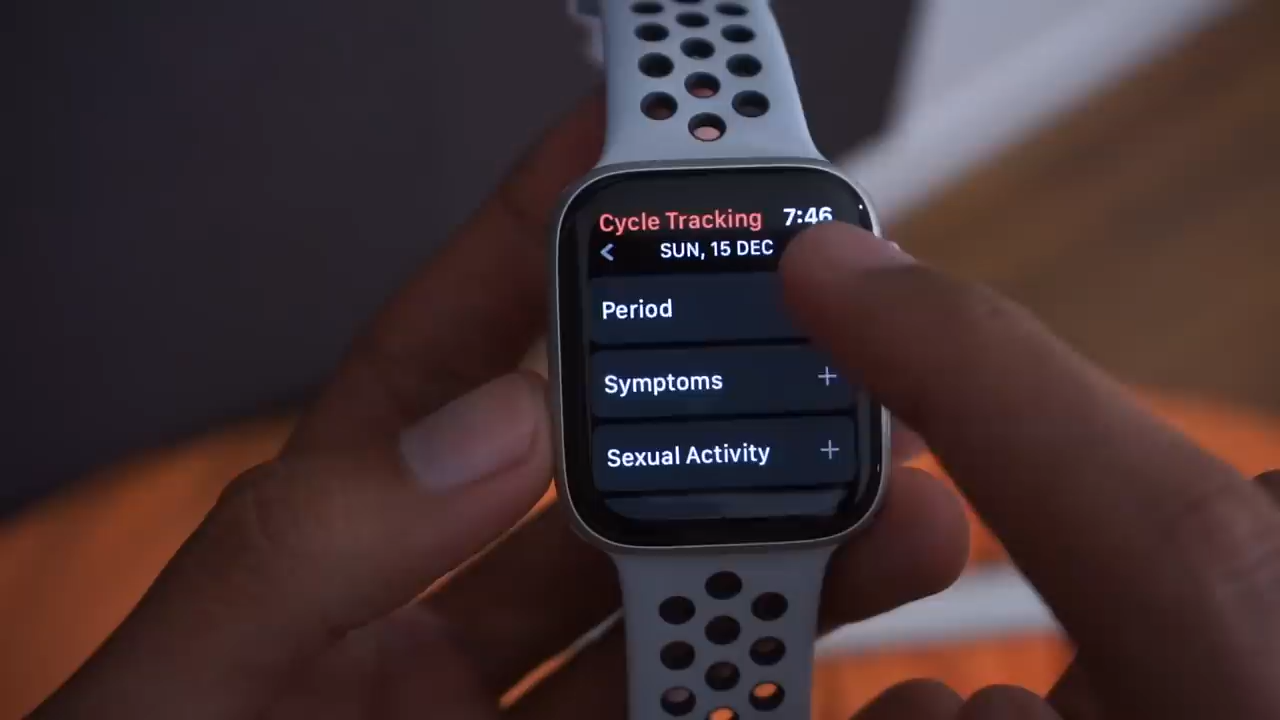 Cycle Tracking 7:46
< SUN, 15 DEC
Period
Symptoms +
Sexual Activity +